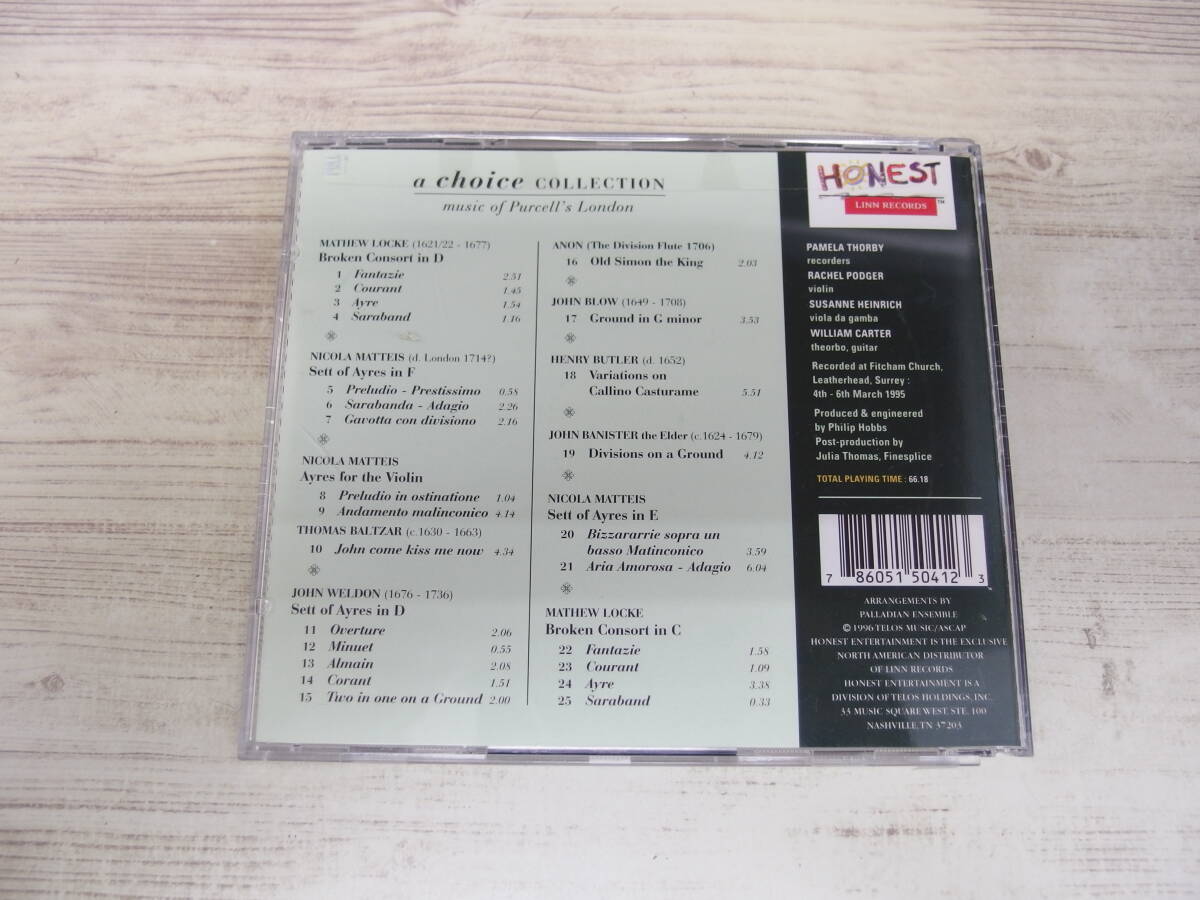 a choice COLLECTION
music of Purcell's London
MATHEW LOCKE (1621/22 - 1677)
Broken Consort in D
1 Fantazie 2.51
2 Courant 1.45
3 Ayre 1.54
4 Saraband 1.16
NICOLA MATTEIS (d. London 1714?)
Sett of Ayres in F
5 Preludio - Prestissimo 0.58
6 Sarabanda - Adagio 2.26
7 Gavotta con divisiono 2.16
NICOLA MATTEIS
Ayres for the Violin
8 Preludio in ostinatione 1.04
9 Andamento malinconico 4.14
THOMAS BALTZAR (c.1630 - 1663)
10 John come kiss me now 4.34
JOHN WELDON (1676 - 1736)
Sett of Ayres in D
11 Overture 2.06
12 Minuet 0.55
13 Almain 2.08
14 Corant 1.51
15 Two in one on a Ground 2.00
ANON (The Division Flute 1706)
16 Old Simon the King 2.03
JOHN BLOW (1649 - 1708)
17 Ground in G minor 3.53
HENRY BUTLER (d. 1652)
18 Variations on
Callino Casturame 5.51
JOHN BANISTER the Elder (c.1624 - 1679)
19 Divisions on a Ground 4.12
NICOLA MATTEIS
Sett of Ayres in E
20 Bizzararrie sopra un
basso Matinconico 3.59
21 Aria Amorosa - Adagio 6.04
MATHEW LOCKE
Broken Consort in C
22 Fantazie 1.58
23 Courant 1.09
24 Ayre 3.38
25 Saraband 0.33
HONEST
LINN RECORDS ™
PAMELA THORBY
recorders
RACHEL PODGER
violin
SUSANNE HEINRICH
viola da gamba
WILLIAM CARTER
theorbo, guitar
Recorded at Fitcham Church,
Leatherhead, Surrey :
4th - 6th March 1995
Produced & engineered
by Philip Hobbs
Post-production by
Julia Thomas, Finesplice
TOTAL PLAYING TIME : 66.18
7 86051 50412 3
ARRANGEMENTS BY
PALLADIAN ENSEMBLE
© 1996 TELOS MUSIC/ASCAP
HONEST ENTERTAINMENT IS THE EXCLUSIVE
NORTH AMERICAN DISTRIBUTOR
OF LINN RECORDS
HONEST ENTERTAINMENT IS A
DIVISION OF TELOS HOLDINGS, INC.
33 MUSIC SQUARE WEST, STE. 100
NASHVILLE, TN 37203